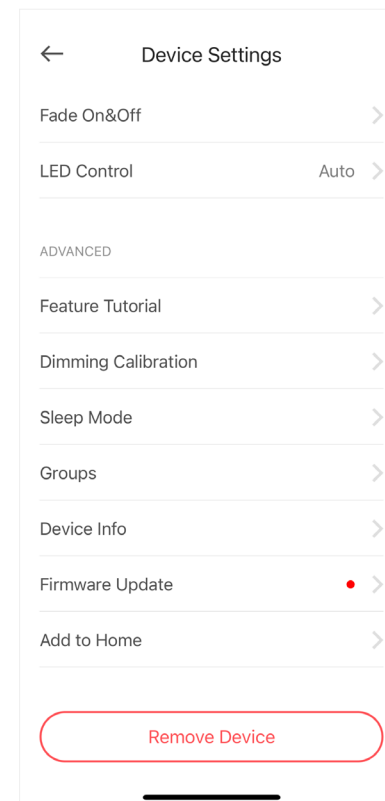 Device Settings
Fade On&Off
LED Control Auto
ADVANCED
Feature Tutorial
Dimming Calibration
Sleep Mode
Groups
Device Info
Firmware Update
Add to Home
Remove Device